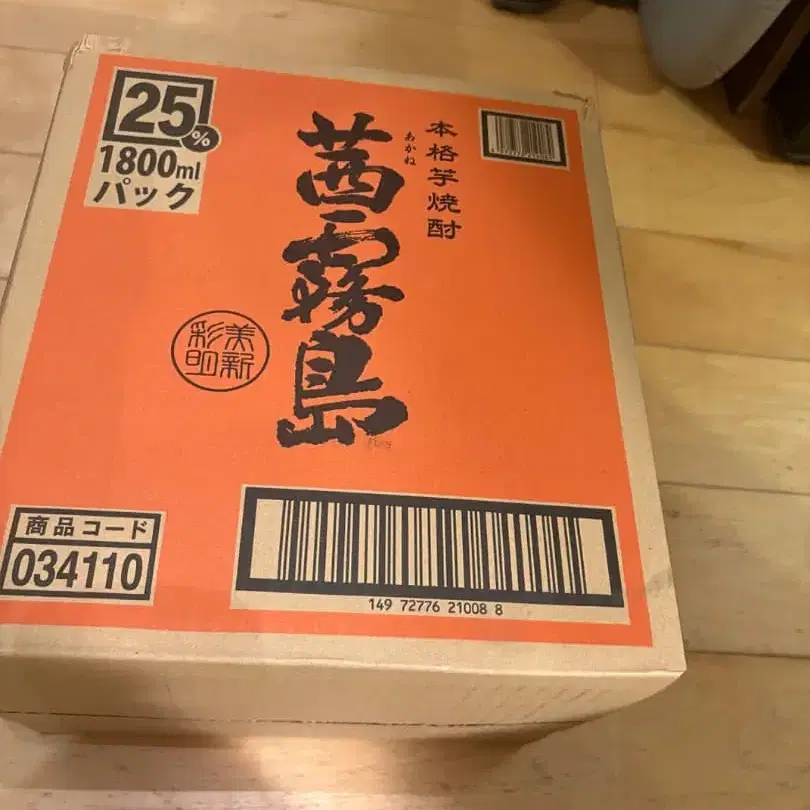 25%
1800ml
パック
本格芋焼酎
あかね
茜霧島
美新
彩明
商品コード
034110
149 72776 21008 8